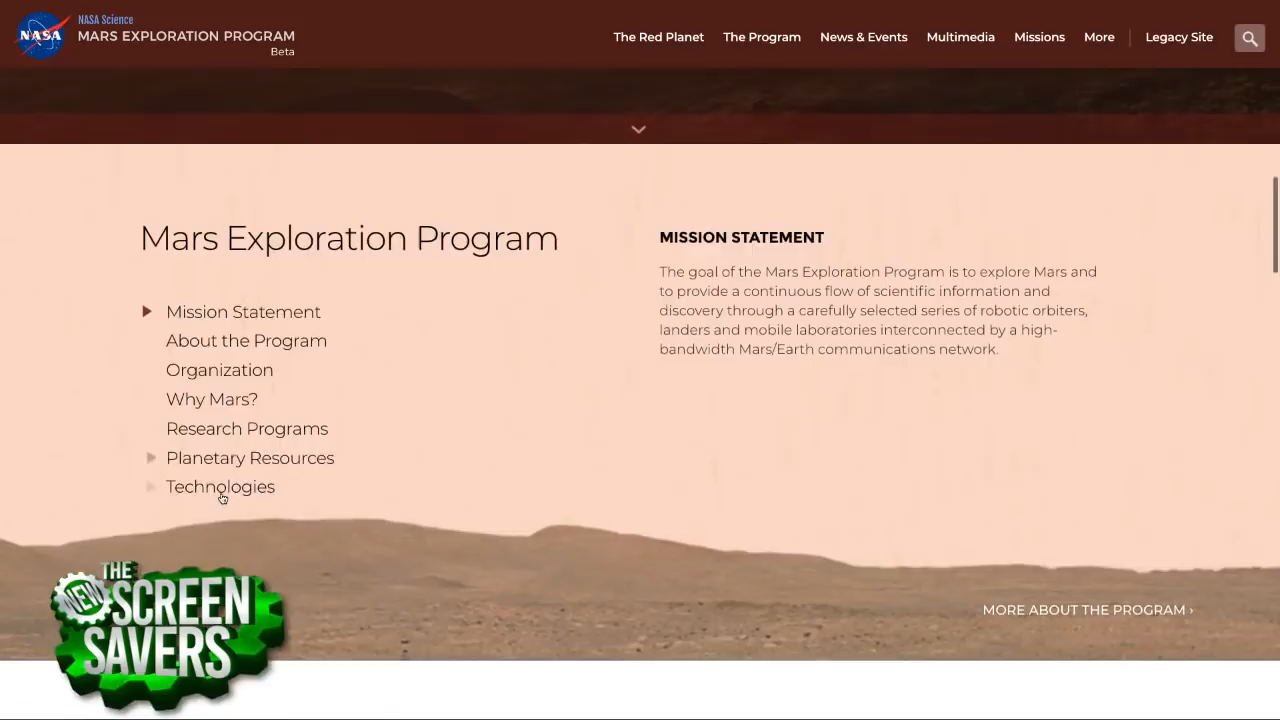 NASA Science
NASA
MARS EXPLORATION PROGRAM
Beta
The Red Planet The Program News & Events Multimedia Missions More Legacy Site
Mars Exploration Program
Mission Statement
About the Program
Organization
Why Mars?
Research Programs
Planetary Resources
Technologies
MISSION STATEMENT
The goal of the Mars Exploration Program is to explore Mars and
to provide a continuous flow of scientific information and
discovery through a carefully selected series of robotic orbiters,
landers and mobile laboratories interconnected by a high-
bandwidth Mars/Earth communications network.
MORE ABOUT THE PROGRAM ›
THE
NEW SCREEN
SAVERS